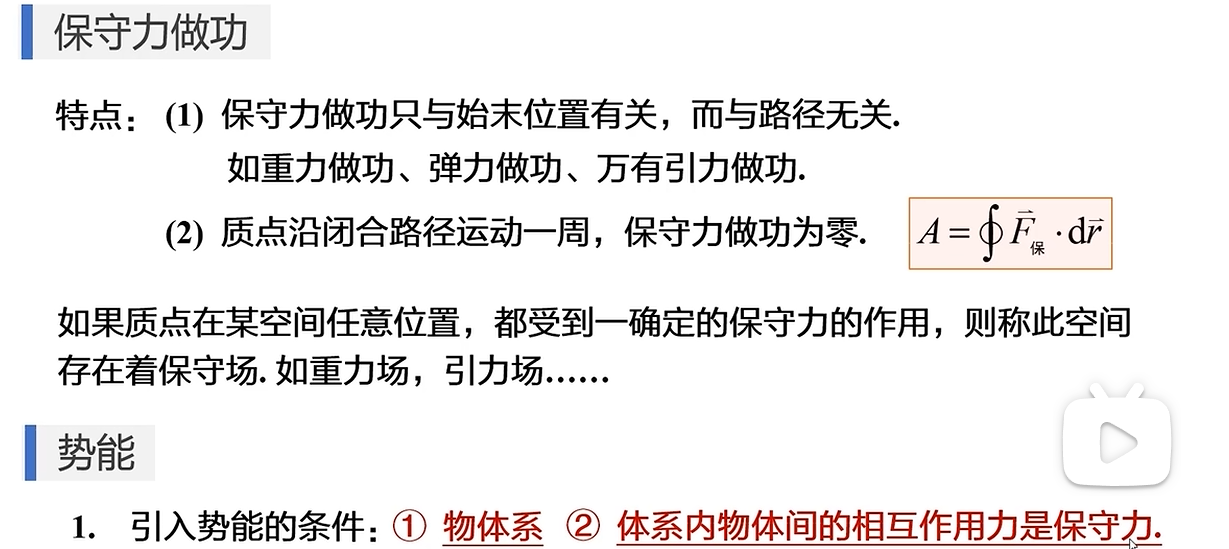 保守力做功
特点：(1) 保守力做功只与始末位置有关，而与路径无关.
如重力做功、弹力做功、万有引力做功.
(2) 质点沿闭合路径运动一周，保守力做功为零. A = ∮ F⃗保 · dr⃗
如果质点在某空间任意位置，都受到一确定的保守力的作用，则称此空间
存在着保守场. 如重力场，引力场……
势能
1. 引入势能的条件：① 物体系 ② 体系内物体间的相互作用力是保守力.